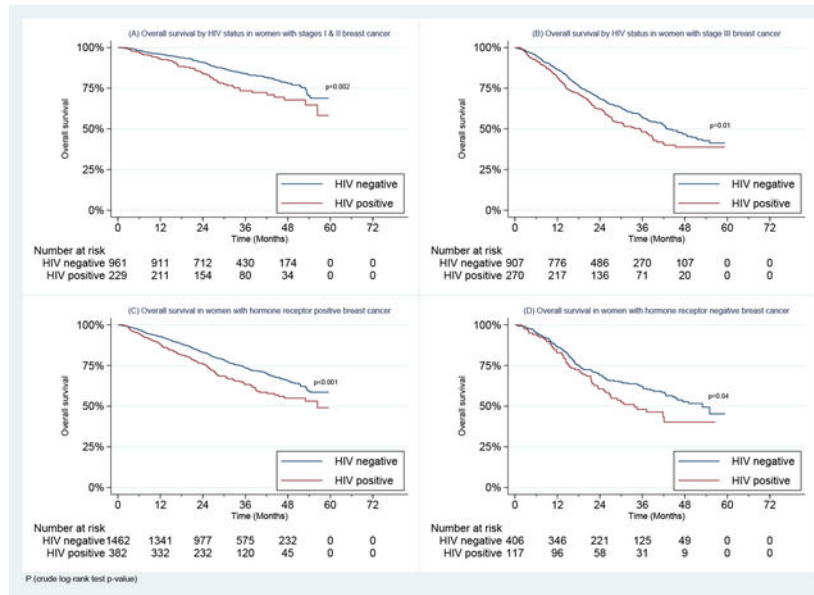 (A) Overall survival by HIV status in women with stages I & II breast cancer
100%
75%
50%
25%
0%
Overall survival
p=0.002
HIV negative
HIV positive
0 12 24 36 48 60 72
Time (Months)
Number at risk
HIV negative 961 911 712 430 174 0 0
HIV positive 229 211 154 80 34 0 0
(B) Overall survival by HIV status in women with stage III breast cancer
100%
75%
50%
25%
0%
Overall survival
p=0.01
HIV negative
HIV positive
0 12 24 36 48 60 72
Time (Months)
Number at risk
HIV negative 907 776 486 270 107 0 0
HIV positive 270 217 136 71 20 0 0
(C) Overall survival in women with hormone receptor positive breast cancer
100%
75%
50%
25%
0%
Overall survival
p<0.001
HIV negative
HIV positive
0 12 24 36 48 60 72
Time (Months)
Number at risk
HIV negative 1462 1341 977 575 232 0 0
HIV positive 382 332 232 120 45 0 0
(D) Overall survival in women with hormone receptor negative breast cancer
100%
75%
50%
25%
0%
Overall survival
p=0.04
HIV negative
HIV positive
0 12 24 36 48 60 72
Time (Months)
Number at risk
HIV negative 406 346 221 125 49 0 0
HIV positive 117 96 58 31 9 0 0
P (crude log-rank test p-value)